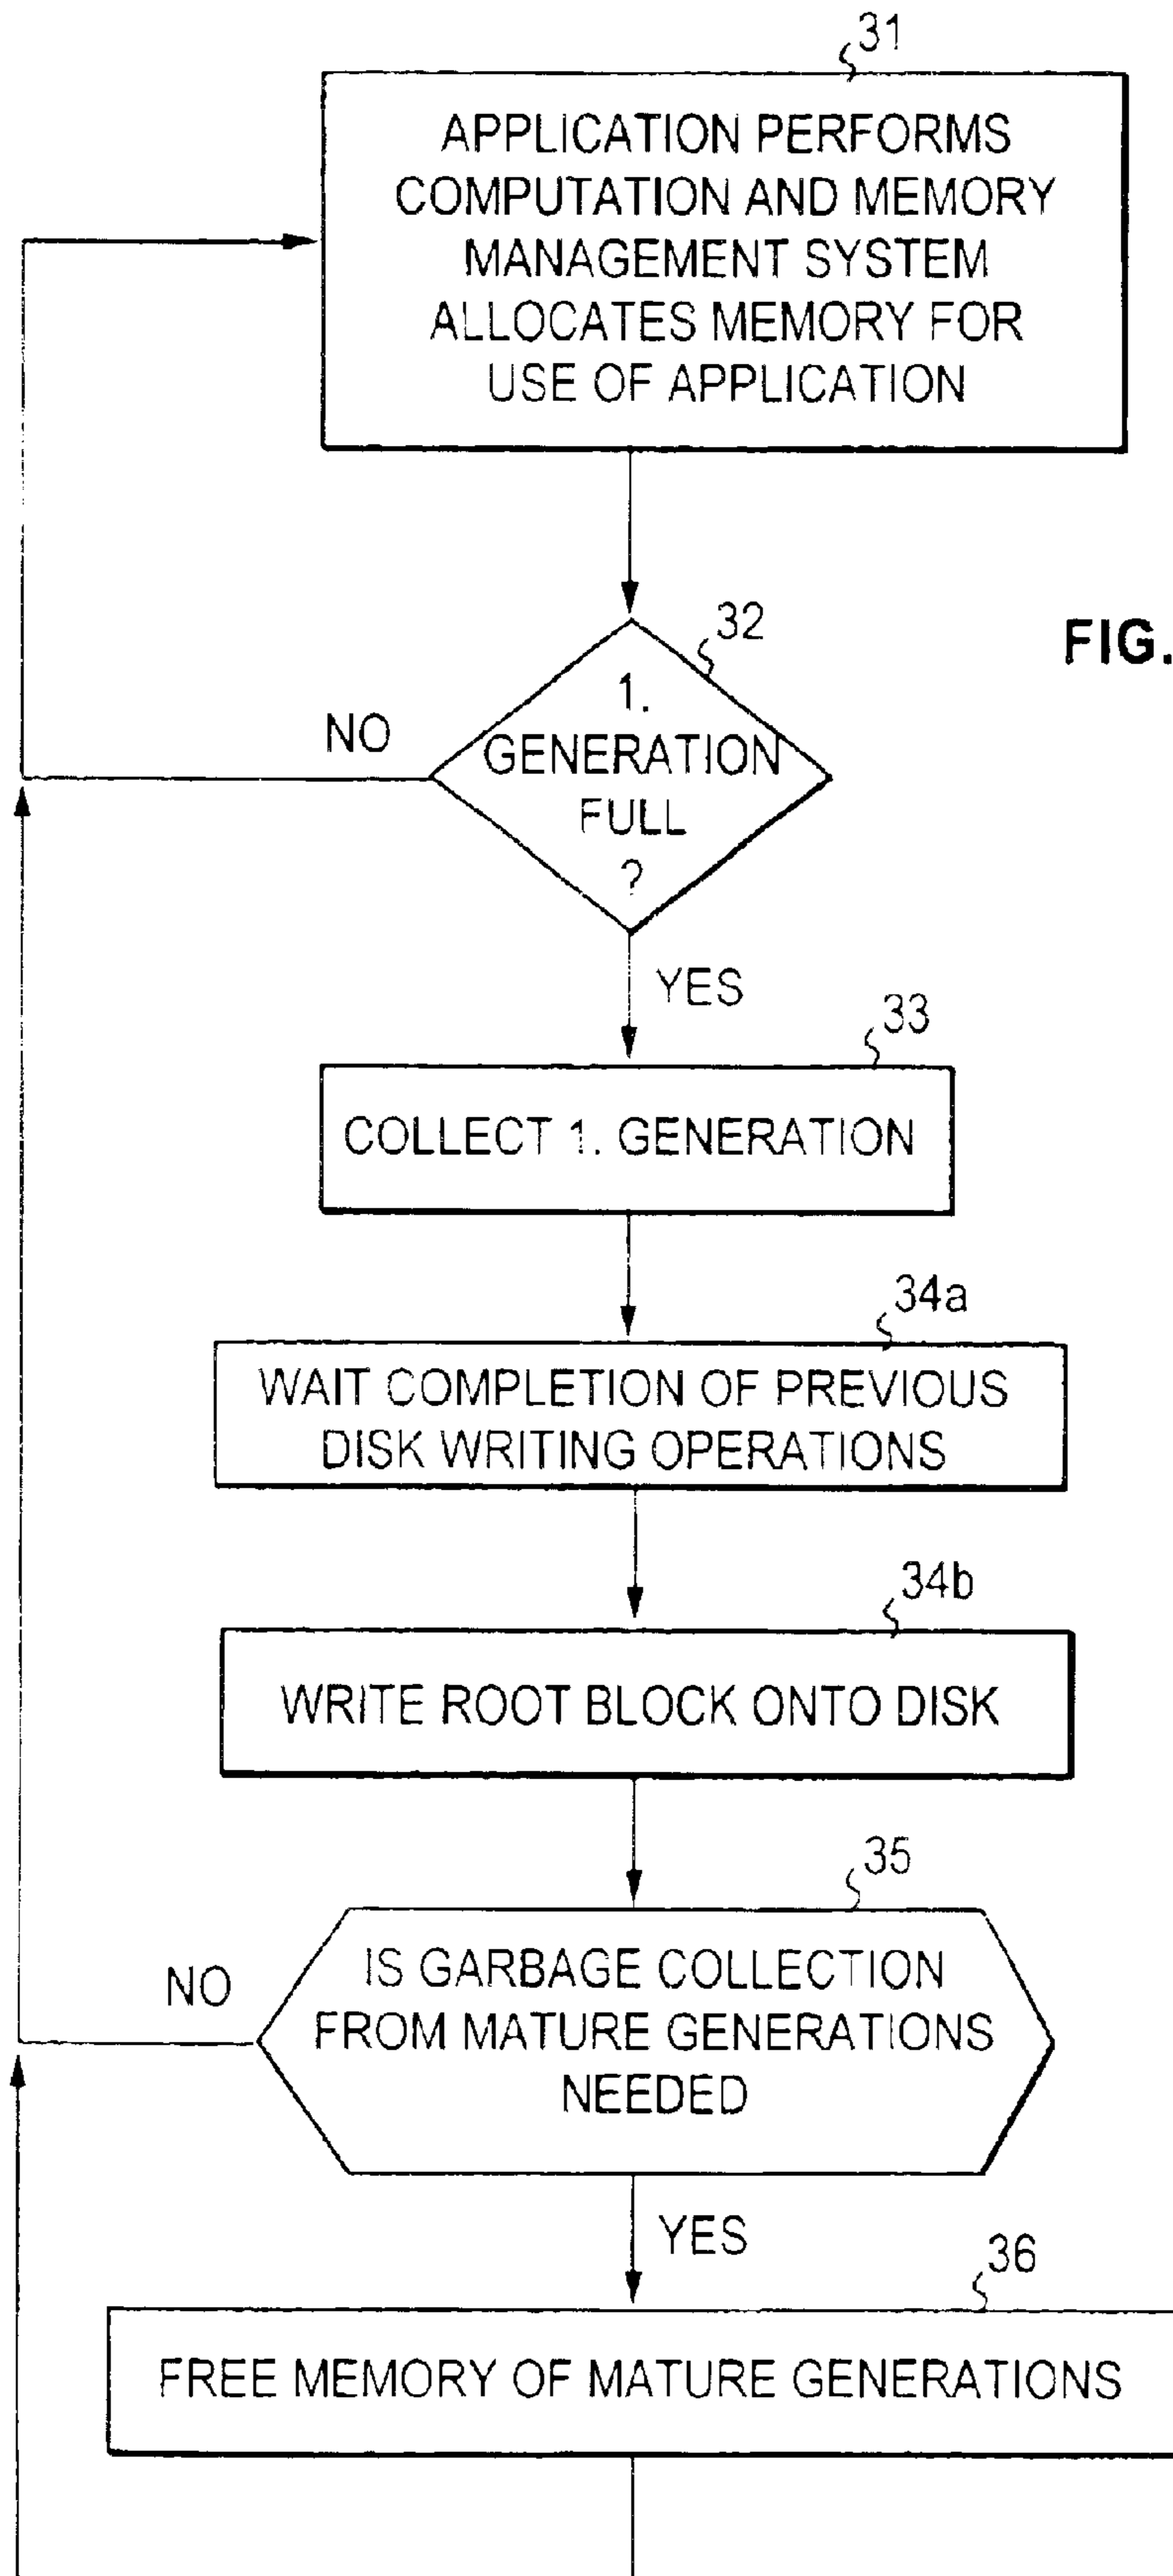 31
APPLICATION PERFORMS
COMPUTATION AND MEMORY
MANAGEMENT SYSTEM
ALLOCATES MEMORY FOR
USE OF APPLICATION
32
FIG.
NO
1.
GENERATION
FULL
?
YES
33
COLLECT 1. GENERATION
34a
WAIT COMPLETION OF PREVIOUS
DISK WRITING OPERATIONS
34b
WRITE ROOT BLOCK ONTO DISK
35
NO
IS GARBAGE COLLECTION
FROM MATURE GENERATIONS
NEEDED
YES
36
FREE MEMORY OF MATURE GENERATIONS